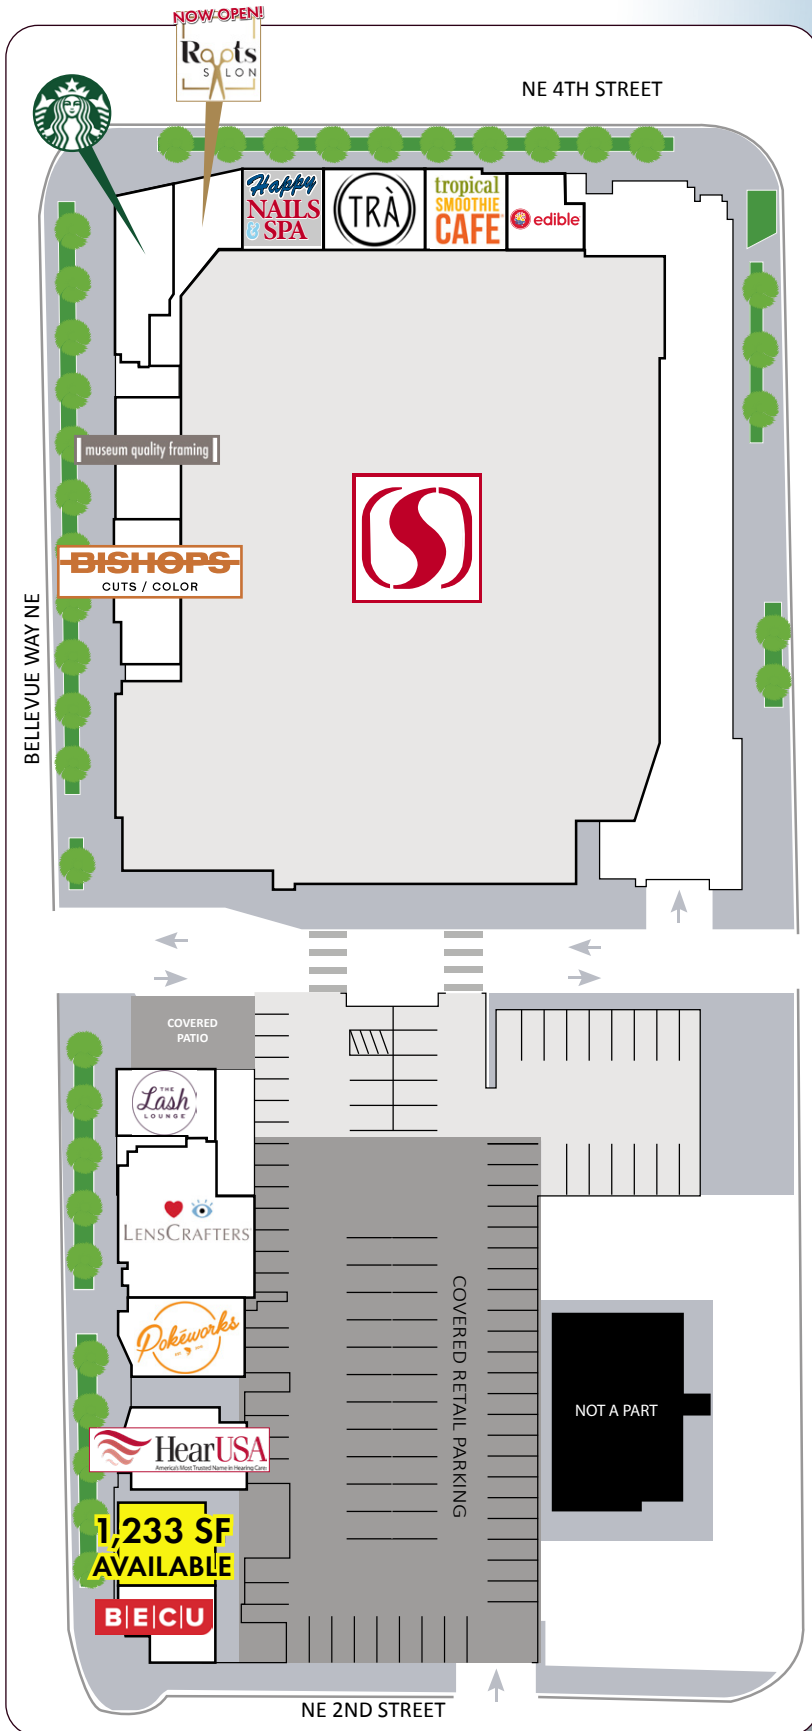 NOW OPEN!
Roots
SALON
NE 4TH STREET
Happy
NAILS
& SPA
TRÀ
tropical
SMOOTHIE
CAFE
edible
museum quality framing
S
BISHOPS
CUTS / COLOR
BELLEVUE WAY NE
COVERED
PATIO
THE
Lash
LOUNGE
LENSCRAFTERS
Pokéworks
COVERED RETAIL PARKING
NOT A PART
HearUSA
America's Most Trusted Name in Hearing Care
1,233 SF
AVAILABLE
B|E|C|U
NE 2ND STREET